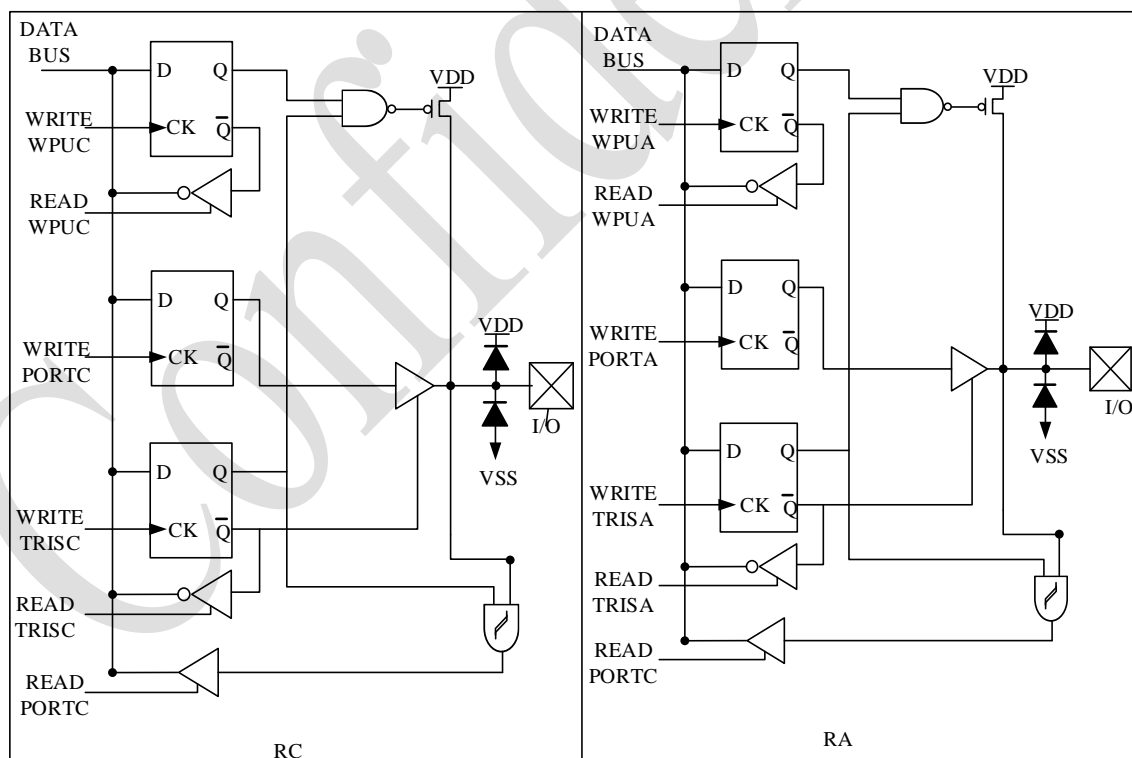 DATA
BUS
D
Q
CK
Q
WRITE
WPUC
READ
WPUC
VDD
D
Q
CK
Q
WRITE
PORTC
VDD
I/O
VSS
D
Q
CK
Q
WRITE
TRISC
READ
TRISC
READ
PORTC
RC
DATA
BUS
D
Q
CK
Q
WRITE
WPUA
READ
WPUA
VDD
D
Q
CK
Q
WRITE
PORTA
VDD
I/O
VSS
D
Q
CK
Q
WRITE
TRISA
READ
TRISA
READ
PORTC
RA
Confide